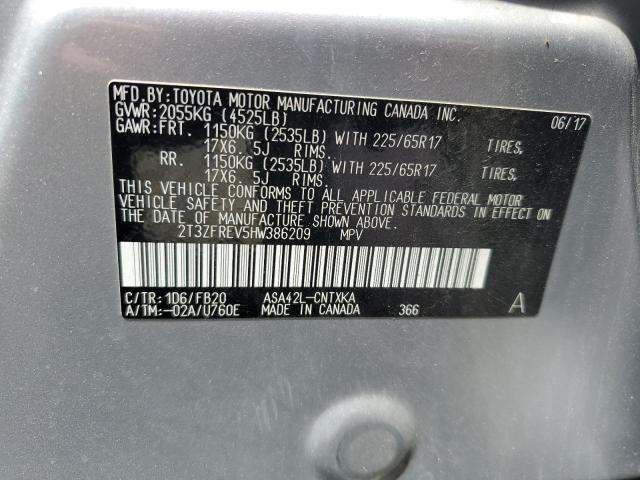 MFD.BY:TOYOTA MOTOR MANUFACTURING CANADA INC.
GVWR:2055KG (4525LB) 06/17
GAWR:FRT. 1150KG (2535LB) WITH 225/65R17 TIRES,
17X6. 5J RIMS.
RR. 1150KG (2535LB) WITH 225/65R17 TIRES,
17X6. 5J RIMS.
THIS VEHICLE CONFORMS TO ALL APPLICABLE FEDERAL MOTOR
VEHICLE SAFETY AND THEFT PREVENTION STANDARDS IN EFFECT ON
THE DATE OF MANUFACTURE SHOWN ABOVE.
2T3ZFREV5HW386209 MPV
C/TR: 1D6/FB20 ASA42L-CNTXKA A
A/TM:-02A/U760E MADE IN CANADA 366